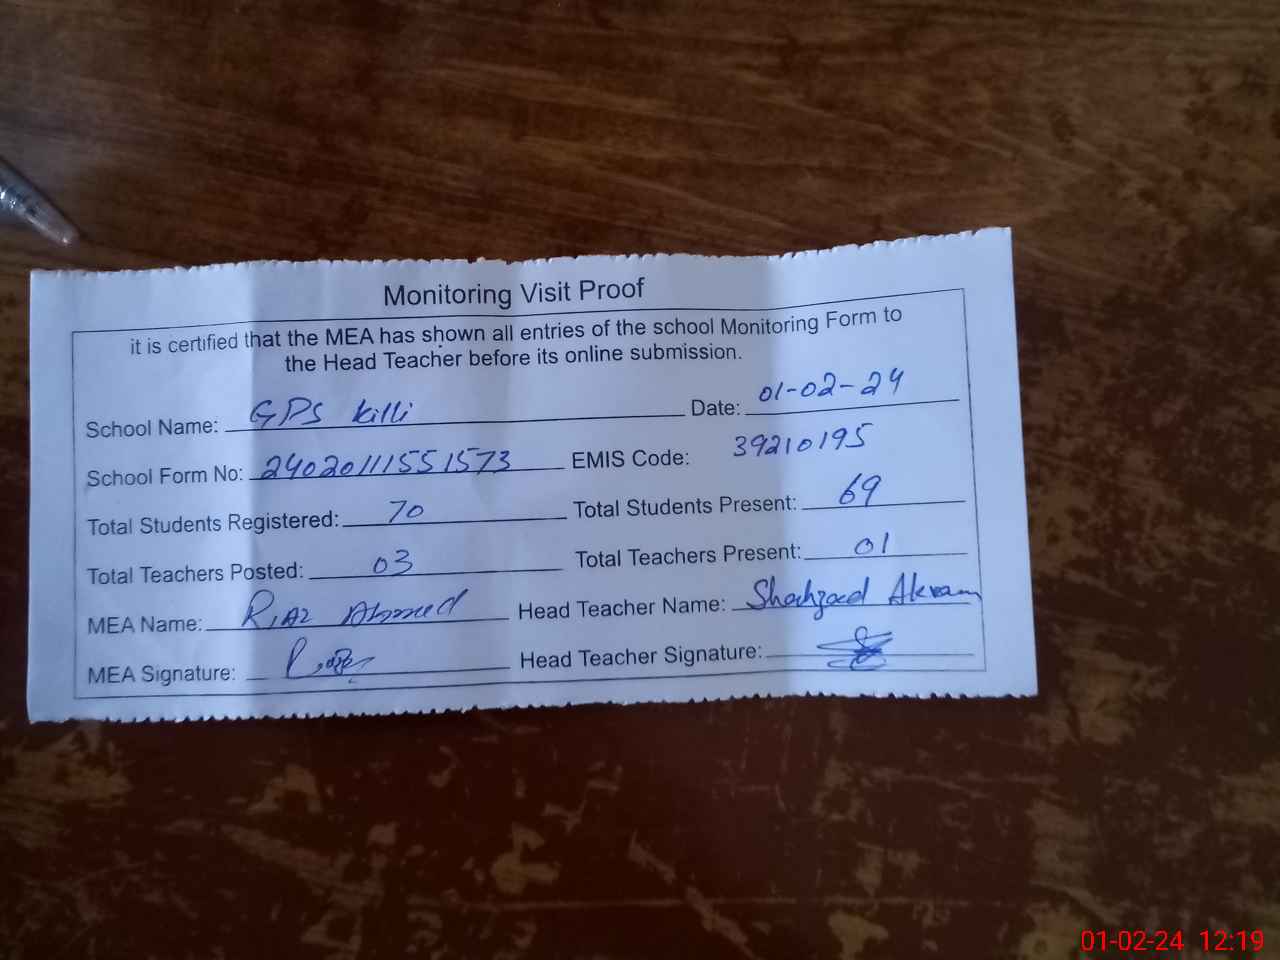 Monitoring Visit Proof
it is certified that the MEA has shown all entries of the school Monitoring Form to
the Head Teacher before its online submission.
School Name: GPS killi Date: 01-02-24
School Form No: 24020111551573 EMIS Code: 39210195
Total Students Registered: 70 Total Students Present: 69
Total Teachers Posted: 03 Total Teachers Present: 01
MEA Name: Riaz Ahmed Head Teacher Name: Shahzad Akram
MEA Signature: Head Teacher Signature:
01-02-24 12:19